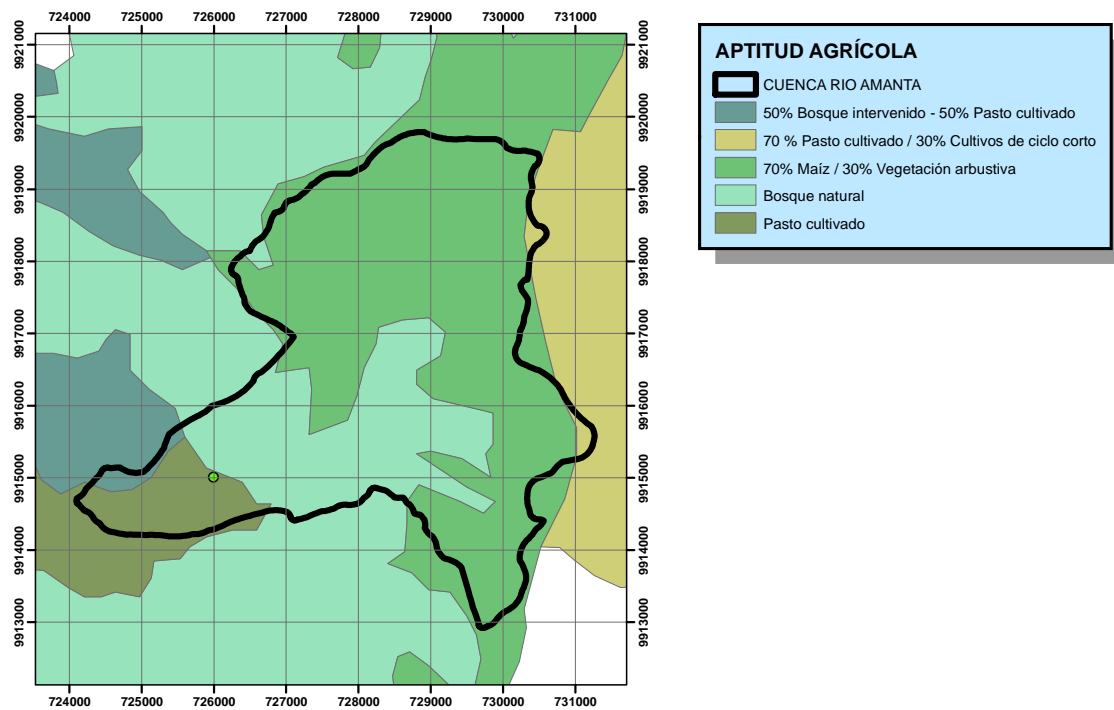 724000 725000 726000 727000 728000 729000 730000 731000
9921000
9920000
9919000
9918000
9917000
9916000
9915000
9914000
9913000
9921000
9920000
9919000
9918000
9917000
9916000
9915000
9914000
9913000
724000 725000 726000 727000 728000 729000 730000 731000
APTITUD AGRÍCOLA
CUENCA RIO AMANTA
50% Bosque intervenido - 50% Pasto cultivado
70 % Pasto cultivado / 30% Cultivos de ciclo corto
70% Maíz / 30% Vegetación arbustiva
Bosque natural
Pasto cultivado